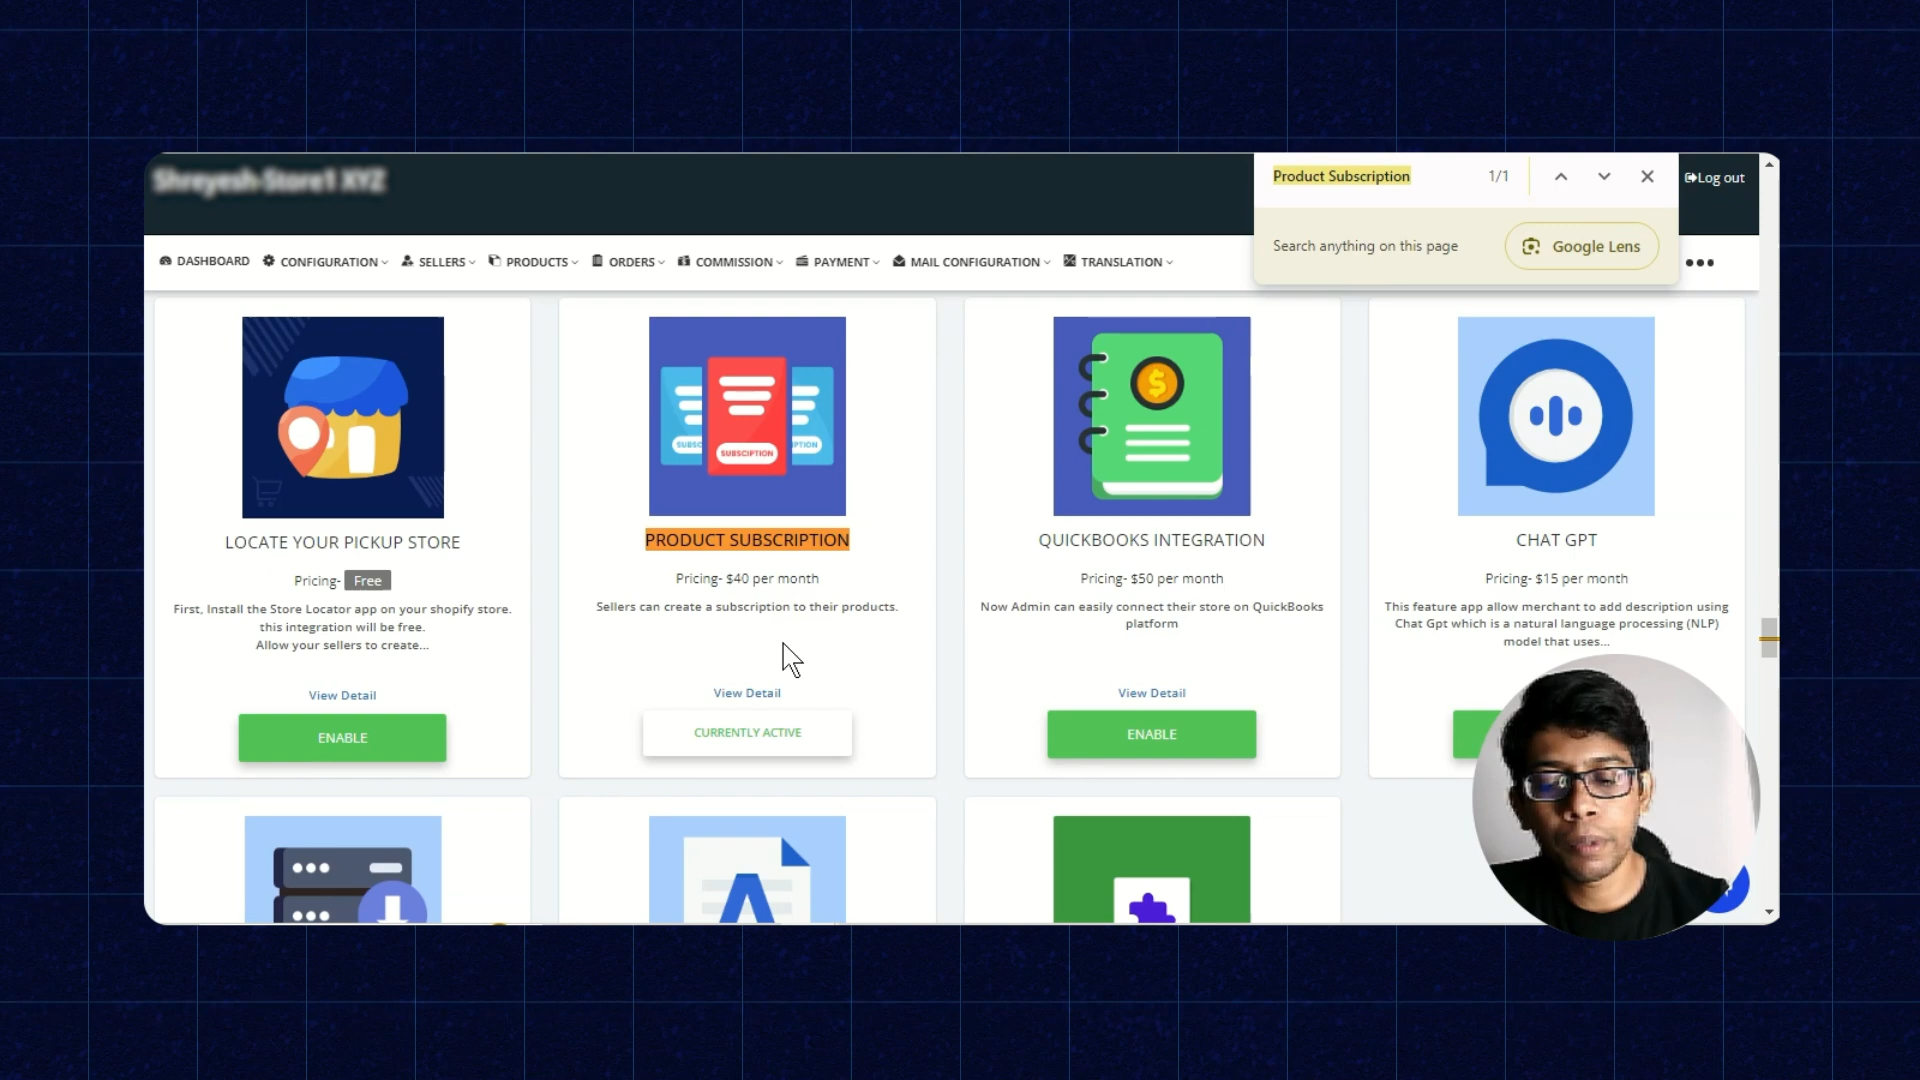 Shreyesh-Store1 XYZ
Product Subscription 1/1
Log out
Search anything on this page Google Lens
DASHBOARD CONFIGURATION SELLERS PRODUCTS ORDERS COMMISSION PAYMENT MAIL CONFIGURATION TRANSLATION
LOCATE YOUR PICKUP STORE
Pricing- Free
First, Install the Store Locator app on your shopify store.
this integration will be free.
Allow your sellers to create...
View Detail
ENABLE
SUBSCIPTION
PRODUCT SUBSCRIPTION
Pricing- $40 per month
Sellers can create a subscription to their products.
View Detail
CURRENTLY ACTIVE
QUICKBOOKS INTEGRATION
Pricing- $50 per month
Now Admin can easily connect their store on QuickBooks
platform
View Detail
ENABLE
CHAT GPT
Pricing- $15 per month
This feature app allow merchant to add description using
Chat Gpt which is a natural language processing (NLP)
model that uses...